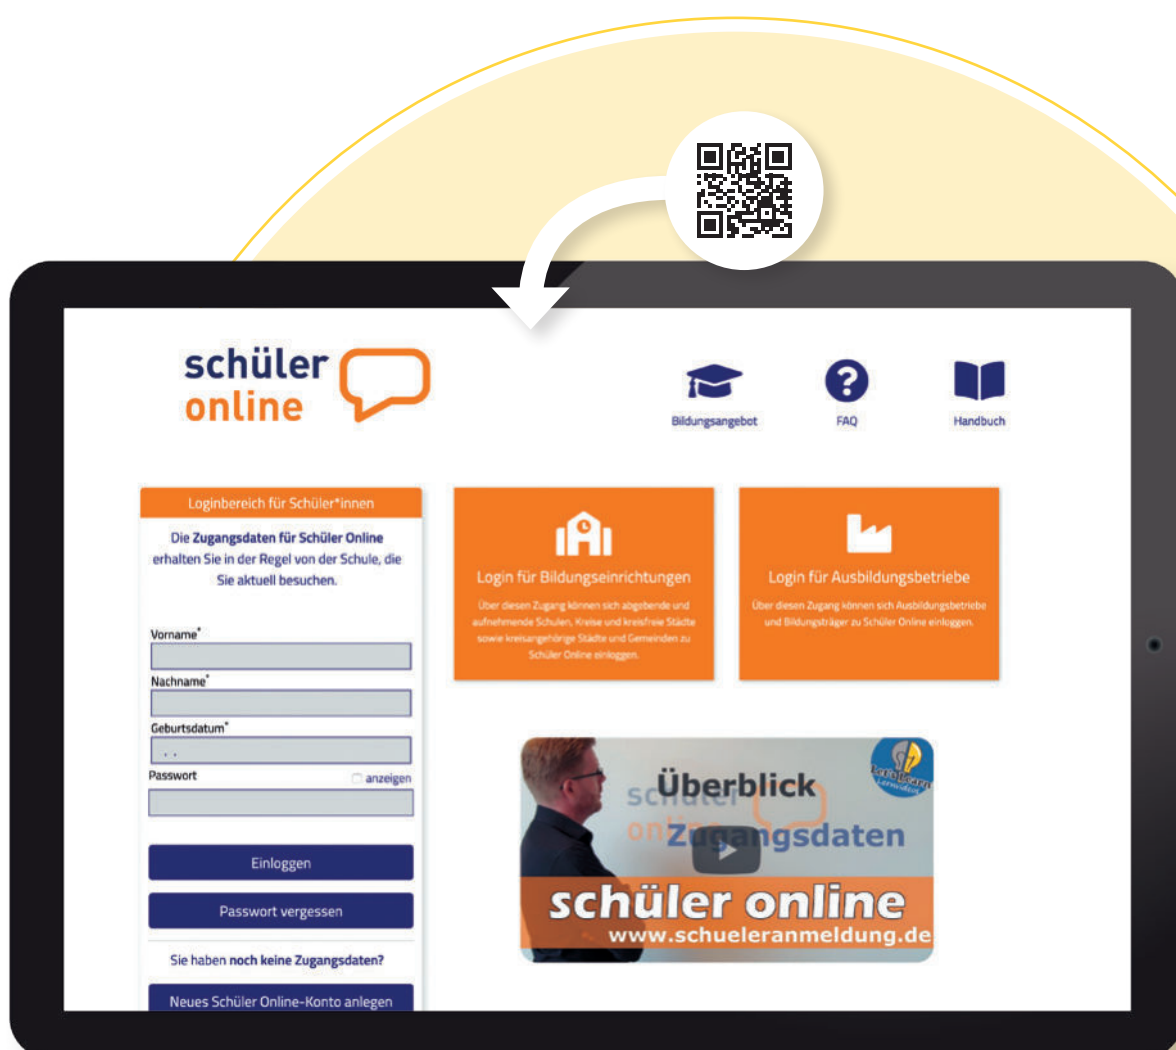 schüler
online
Bildungsangebot
FAQ
Handbuch
Loginbereich für Schüler*innen
Die Zugangsdaten für Schüler Online
erhalten Sie in der Regel von der Schule, die
Sie aktuell besuchen.
Vorname*
Nachname*
Geburtsdatum*
. .
Passwort
anzeigen
Einloggen
Passwort vergessen
Sie haben noch keine Zugangsdaten?
Neues Schüler Online-Konto anlegen
Login für Bildungseinrichtungen
Über diesen Zugang können sich abgebende und
aufnehmende Schulen, Kreise und kreisfreie Städte
sowie kreisangehörige Städte und Gemeinden zu
Schüler Online einloggen.
Login für Ausbildungsbetriebe
Über diesen Zugang können sich Ausbildungsbetriebe
und Bildungsträger zu Schüler Online einloggen.
Überblick
Zugangsdaten
schüler online
www.schueleranmeldung.de